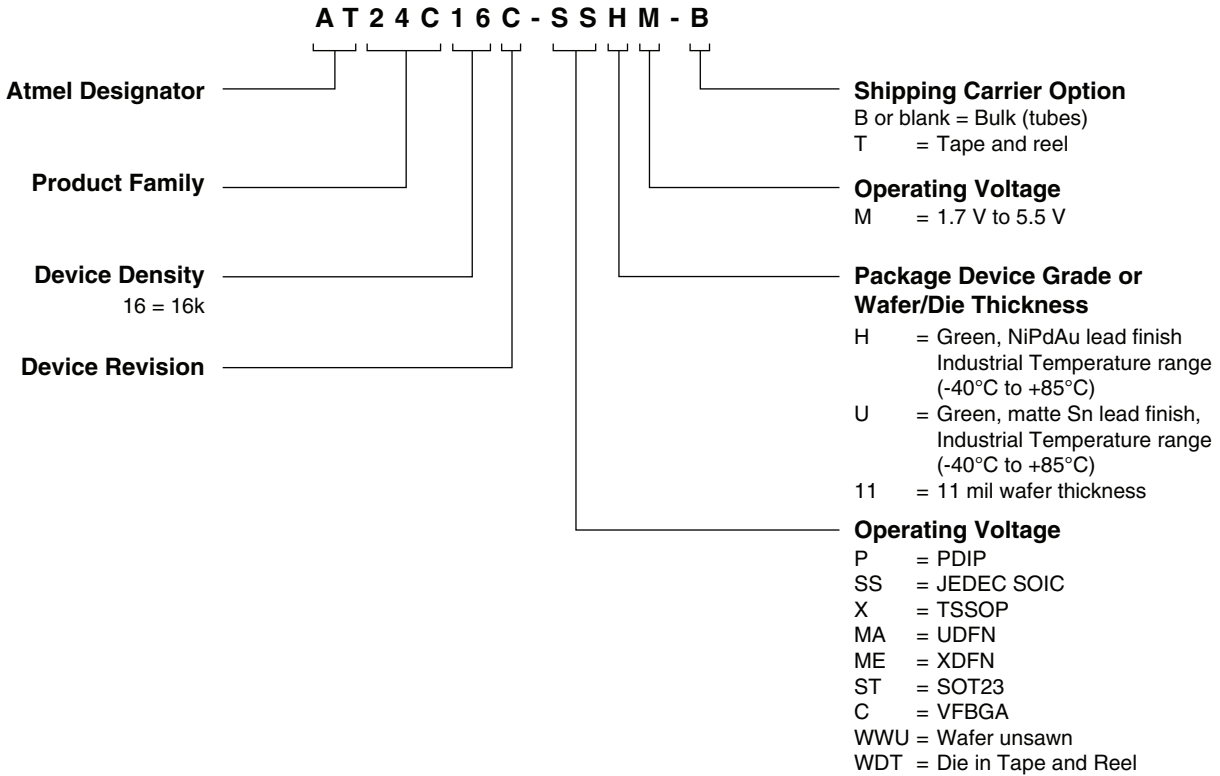 AT24C16C-SSHM-B
Atmel Designator
Product Family
Device Density
16 = 16k
Device Revision
Shipping Carrier Option
B or blank = Bulk (tubes)
T = Tape and reel
Operating Voltage
M = 1.7 V to 5.5 V
Package Device Grade or
Wafer/Die Thickness
H = Green, NiPdAu lead finish
Industrial Temperature range
(-40°C to +85°C)
U = Green, matte Sn lead finish,
Industrial Temperature range
(-40°C to +85°C)
11 = 11 mil wafer thickness
Operating Voltage
P = PDIP
SS = JEDEC SOIC
X = TSSOP
MA = UDFN
ME = XDFN
ST = SOT23
C = VFBGA
WWU = Wafer unsawn
WDT = Die in Tape and Reel